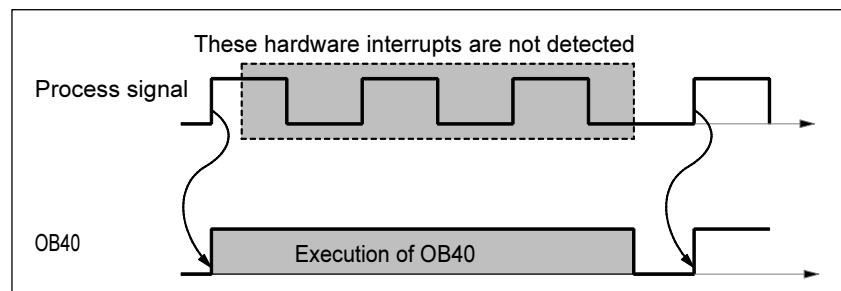 These hardware interrupts are not detected
Process signal
OB40
Execution of OB40